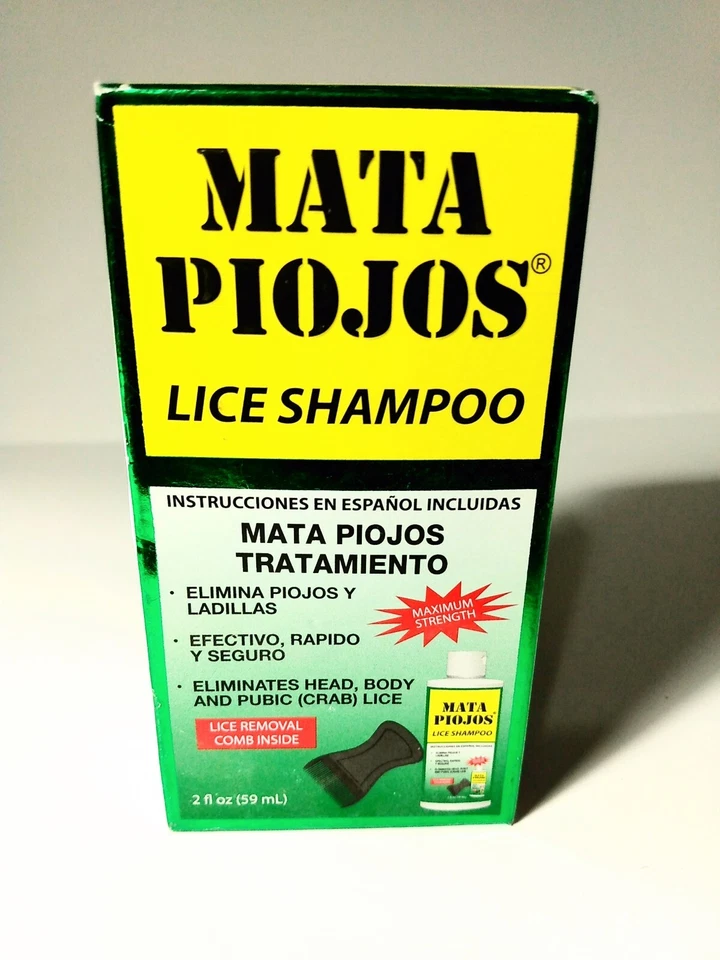 MATA
PIOJOS®
LICE SHAMPOO
INSTRUCCIONES EN ESPAÑOL INCLUIDAS
MATA PIOJOS
TRATAMIENTO
· ELIMINA PIOJOS Y
LADILLAS
· EFECTIVO, RAPIDO
Y SEGURO
· ELIMINATES HEAD, BODY
AND PUBIC (CRAB) LICE
MAXIMUM
STRENGTH
LICE REMOVAL
COMB INSIDE
2 fl oz (59 mL)
MATA
PIOJOS
LICE SHAMPOO